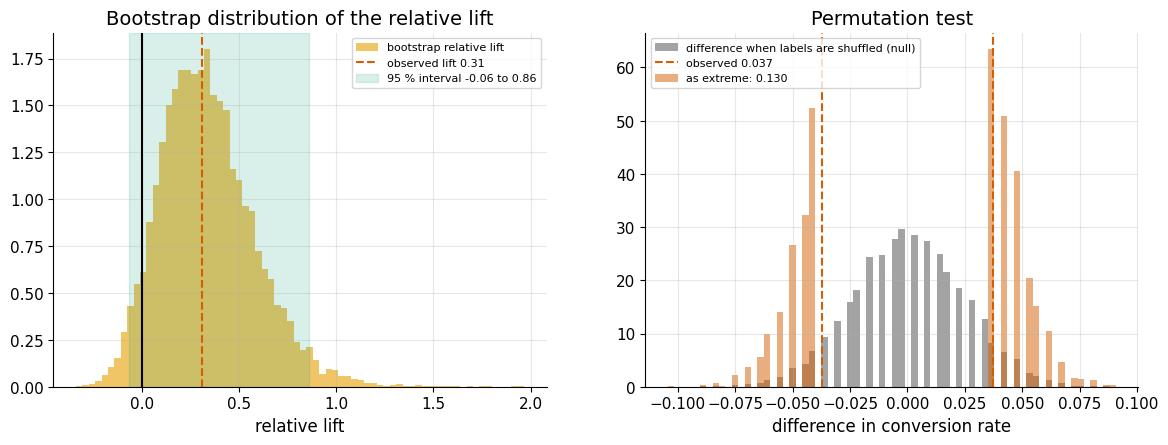 Bootstrap distribution of the relative lift
bootstrap relative lift
observed lift 0.31
95 % interval -0.06 to 0.86
1.75
1.50
1.25
1.00
0.75
0.50
0.25
0.00
0.0 0.5 1.0 1.5 2.0
relative lift
Permutation test
difference when labels are shuffled (null)
observed 0.037
as extreme: 0.130
60
50
40
30
20
10
0
−0.100 −0.075 −0.050 −0.025 0.000 0.025 0.050 0.075 0.100
difference in conversion rate